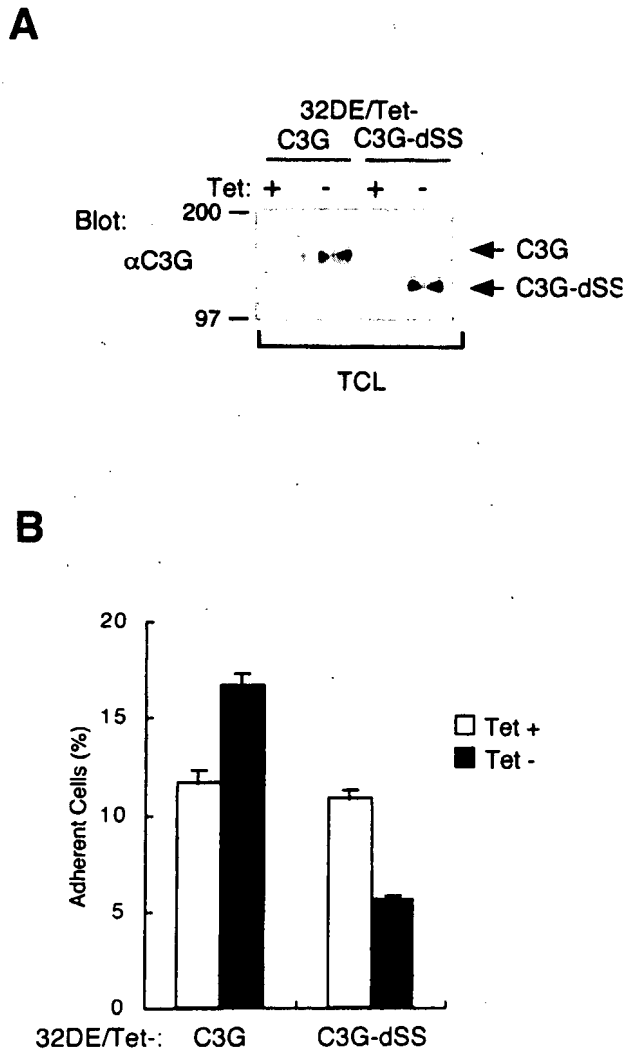 A
32DE/Tet-
C3G C3G-dSS
Tet: + - + -
200
Blot:
αC3G
C3G
C3G-dSS
97
TCL
B
20
15
10
5
0
Adherent Cells (%)
Tet +
Tet -
32DE/Tet-: C3G C3G-dSS